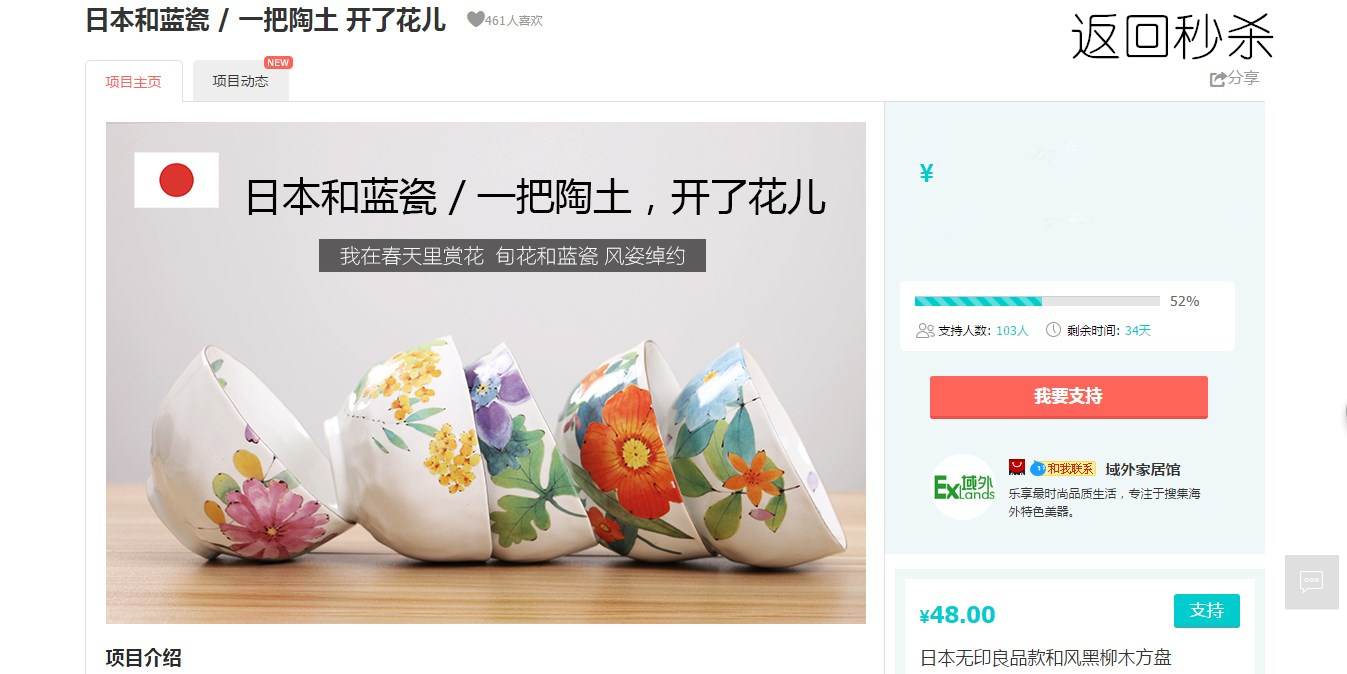 日本和蓝瓷 / 一把陶土 开了花儿
461人喜欢
返回秒杀
分享
项目主页
项目动态
NEW
日本和蓝瓷 / 一把陶土，开了花儿
我在春天里赏花 旬花和蓝瓷 风姿绰约
¥
52%
支持人数: 103人
剩余时间: 34天
我要支持
Ex域外
Lands
和我联系
域外家居馆
乐享最时尚品质生活，专注于搜集海
外特色美器。
¥48.00
支持
日本无印良品款和风黑柳木方盘
项目介绍